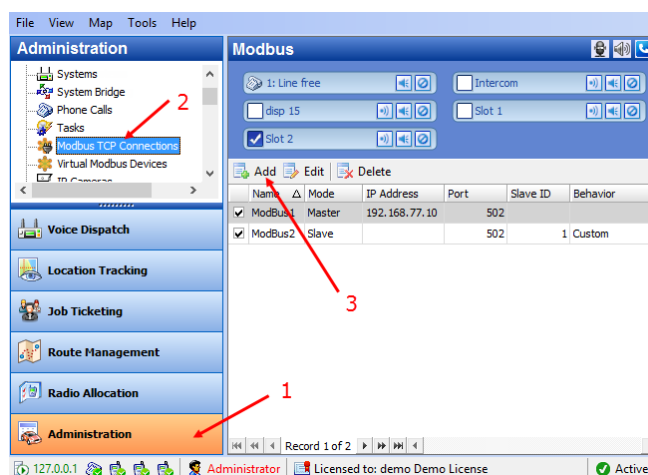 File View Map Tools Help
Administration
Modbus
Systems
System Bridge
Phone Calls
Tasks
Modbus TCP Connections
Virtual Modbus Devices
IP Cameras
2
1: Line free
Intercom
disp 15
Slot 1
Slot 2
Add Edit Delete
Name Mode IP Address Port Slave ID Behavior
ModBus1 Master 192.168.77.10 502
ModBus2 Slave 502 1 Custom
3
Voice Dispatch
Location Tracking
Job Ticketing
Route Management
Radio Allocation
1
Administration
Record 1 of 2
127.0.0.1 Administrator Licensed to: demo Demo License Active